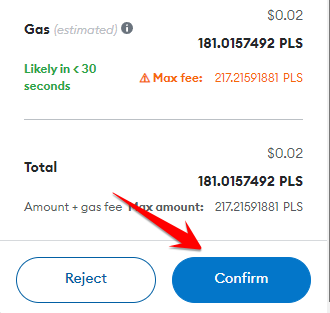 $0.02
Gas (estimated)
181.0157492 PLS
Likely in < 30 seconds
Max fee: 217.21591881 PLS
$0.02
Total
181.0157492 PLS
Amount + gas fee Max amount: 217.21591881 PLS
Reject
Confirm